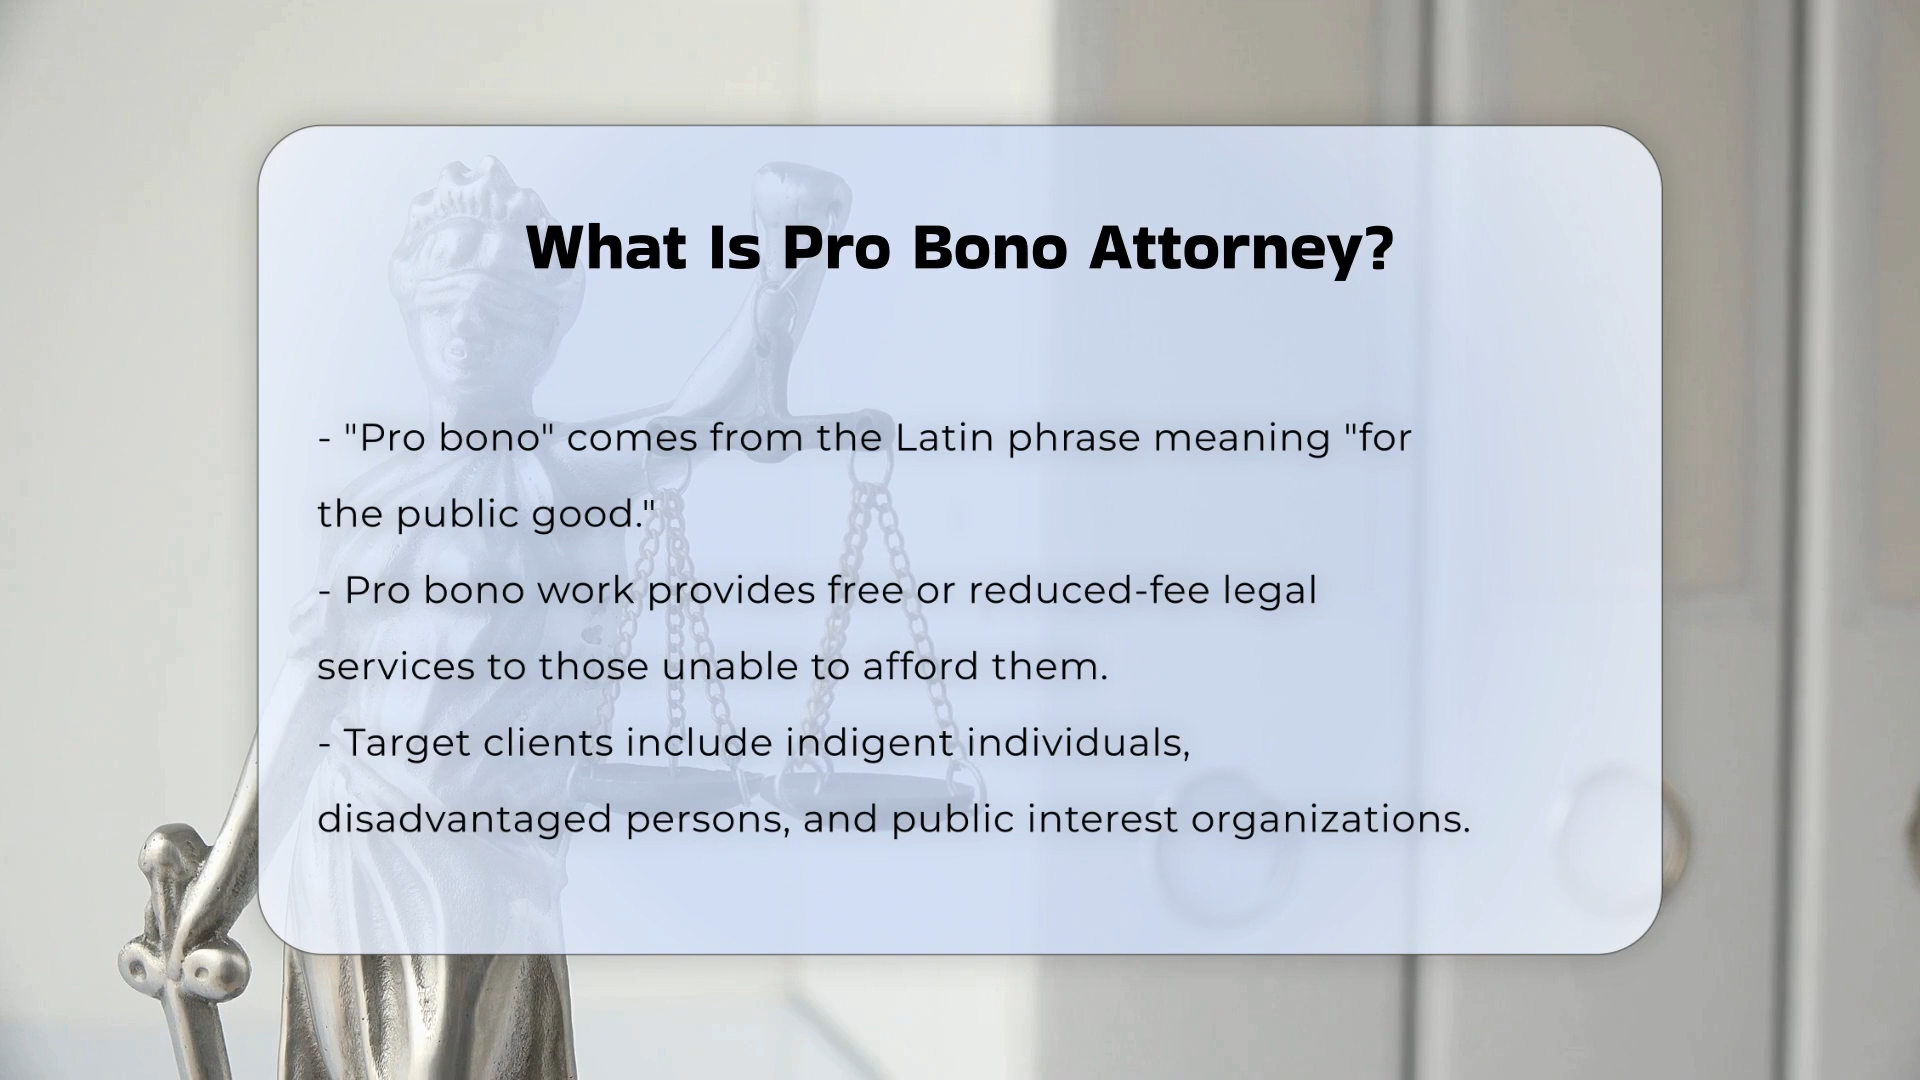 What Is Pro Bono Attorney?
- "Pro bono" comes from the Latin phrase meaning "for
the public good."
- Pro bono work provides free or reduced-fee legal
services to those unable to afford them.
- Target clients include indigent individuals,
disadvantaged persons, and public interest organizations.